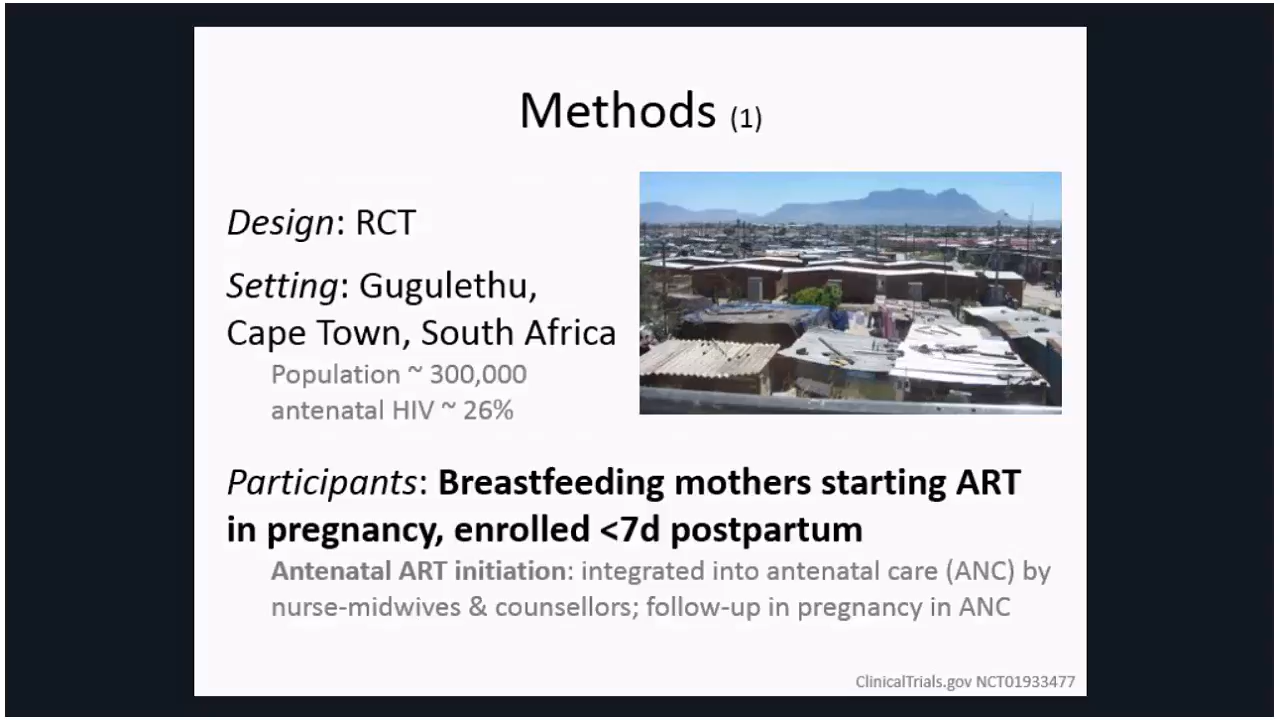 Methods (1)
Design: RCT
Setting: Gugulethu,
Cape Town, South Africa
Population ~ 300,000
antenatal HIV ~ 26%
Participants: Breastfeeding mothers starting ART
in pregnancy, enrolled <7d postpartum
Antenatal ART initiation: integrated into antenatal care (ANC) by
nurse-midwives & counsellors; follow-up in pregnancy in ANC
ClinicalTrials.gov NCT01933477